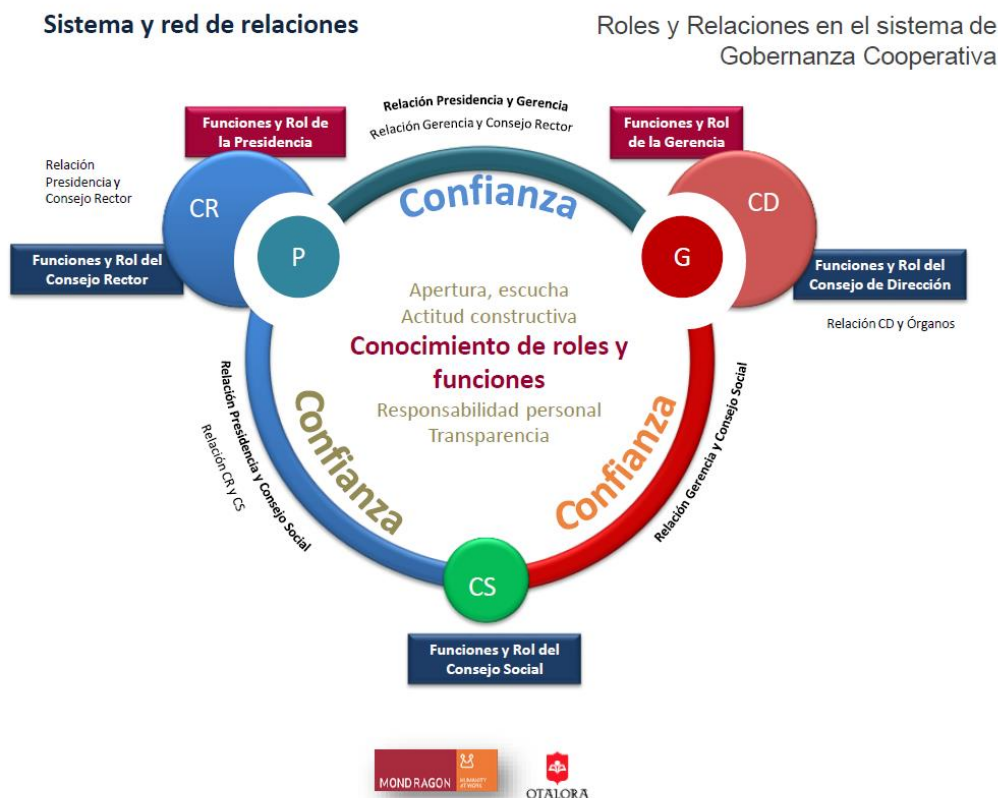 Sistema y red de relaciones
Roles y Relaciones en el sistema de
Gobernanza Cooperativa
Relación Presidencia y Gerencia
Relación Gerencia y Consejo Rector
Funciones y Rol de
la Presidencia
Funciones y Rol
de la Gerencia
Relación
Presidencia y
Consejo Rector
CR
Confianza
CD
P
G
Funciones y Rol del
Consejo Rector
Funciones y Rol del
Consejo de Dirección
Relación CD y Órganos
Apertura, escucha
Actitud constructiva
Conocimiento de roles y
funciones
Responsabilidad personal
Transparencia
Relación Presidencia y Consejo Social
Relación CR y CS
Confianza
Confianza
Relación Gerencia y Consejo Social
CS
Funciones y Rol del
Consejo Social
MONDRAGON
HUMANITY
AT WORK
OTALORA